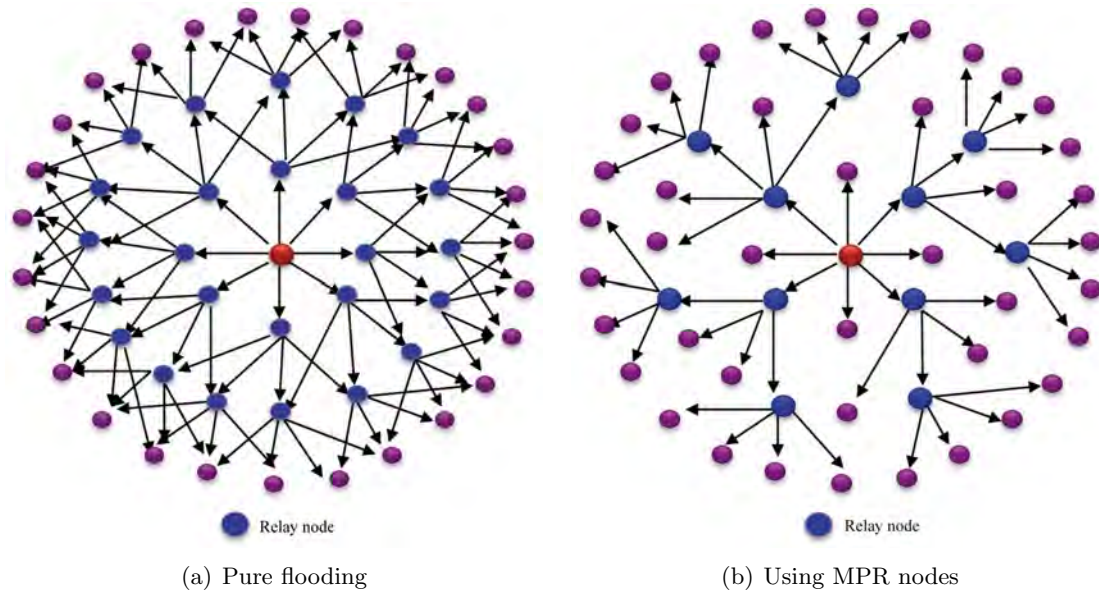 Relay node
Relay node
(a) Pure flooding
(b) Using MPR nodes